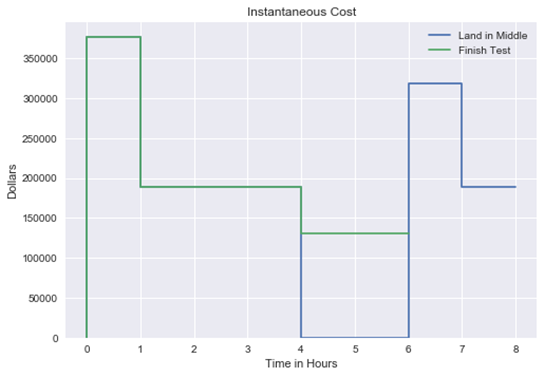 Instantaneous Cost
Land in Middle
Finish Test
350000
300000
250000
200000
150000
100000
50000
0
Dollars
0 1 2 3 4 5 6 7 8
Time in Hours